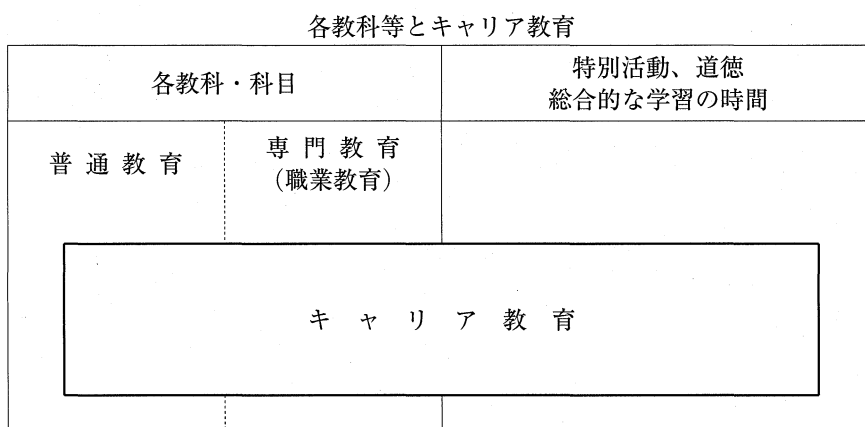 各教科等とキャリア教育
各教科・科目
特別活動、道徳
総合的な学習の時間
普通教育
専門教育
（職業教育）
キャリア教育